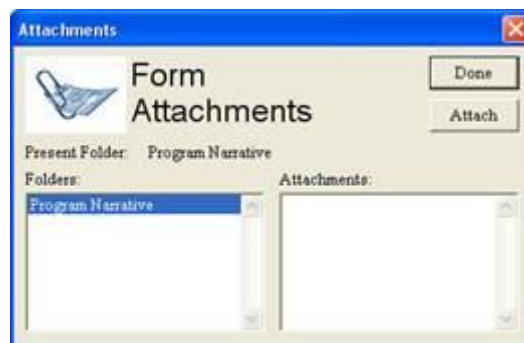 Attachments
Form
Attachments
Done
Attach
Present Folder: Program Narrative
Folders:
Attachments:
Program Narrative